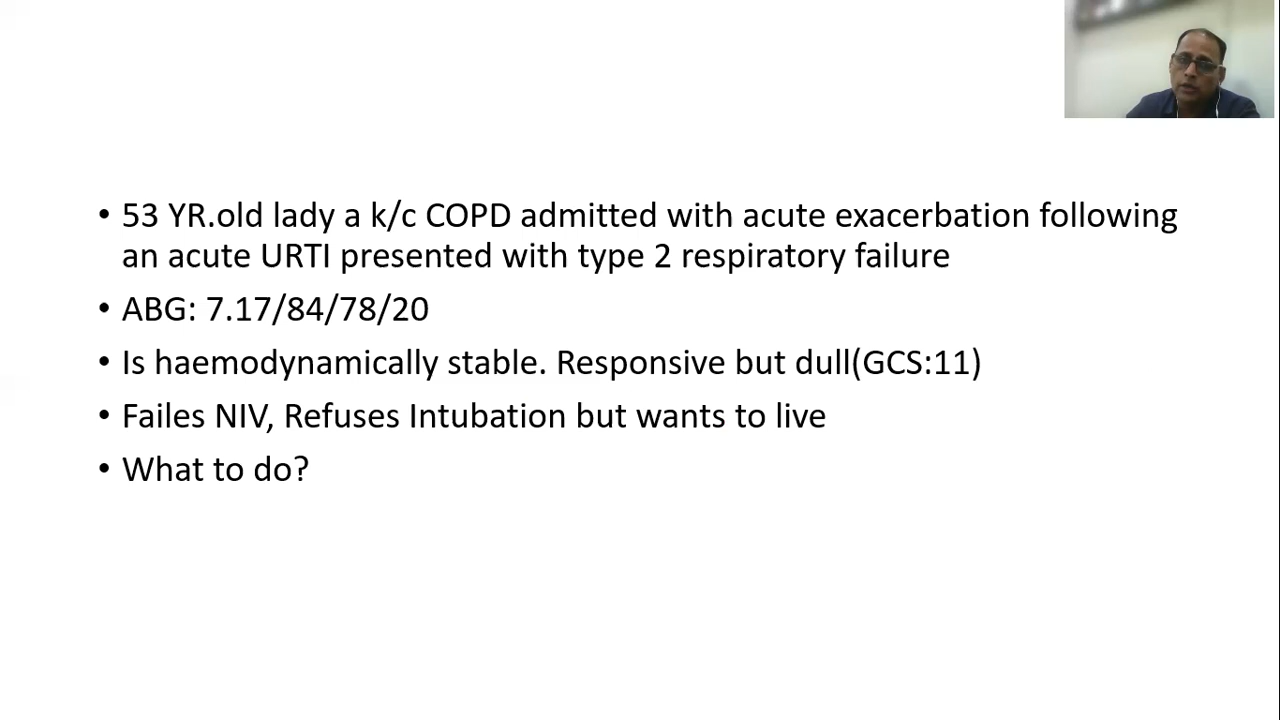 • 53 YR.old lady a k/c COPD admitted with acute exacerbation following
an acute URTI presented with type 2 respiratory failure
• ABG: 7.17/84/78/20
• Is haemodynamically stable. Responsive but dull(GCS:11)
• Failes NIV, Refuses Intubation but wants to live
• What to do?